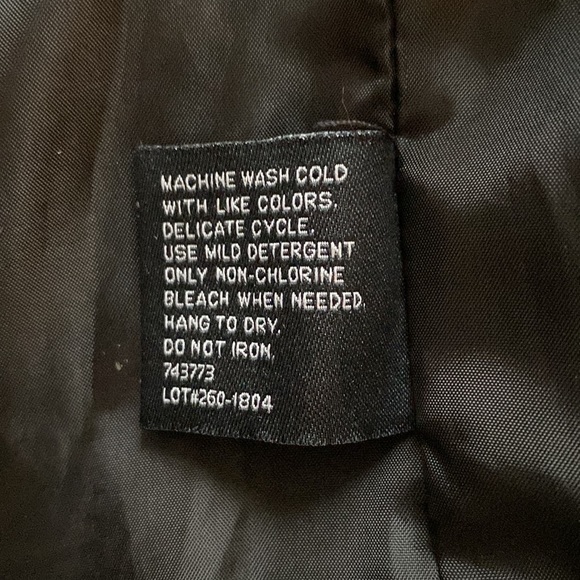 MACHINE WASH COLD
WITH LIKE COLORS.
DELICATE CYCLE.
USE MILD DETERGENT
ONLY NON-CHLORINE
BLEACH WHEN NEEDED.
HANG TO DRY.
DO NOT IRON.
743773
LOT#260-1804